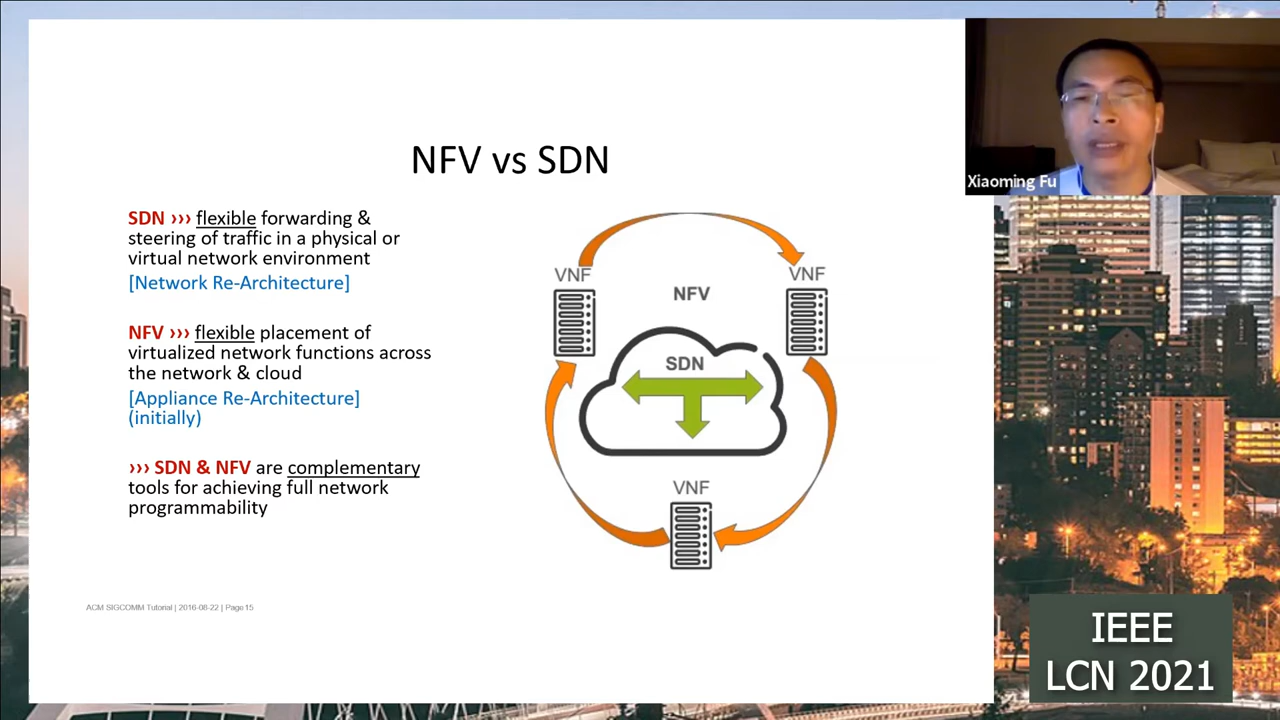 NFV vs SDN
SDN ››› flexible forwarding &
steering of traffic in a physical or
virtual network environment
[Network Re-Architecture]
NFV ››› flexible placement of
virtualized network functions across
the network & cloud
[Appliance Re-Architecture]
(initially)
››› SDN & NFV are complementary
tools for achieving full network
programmability
VNF
VNF
NFV
SDN
VNF
ACM SIGCOMM Tutorial | 2016-08-22 | Page 15
Xiaoming Fu
IEEE
LCN 2021